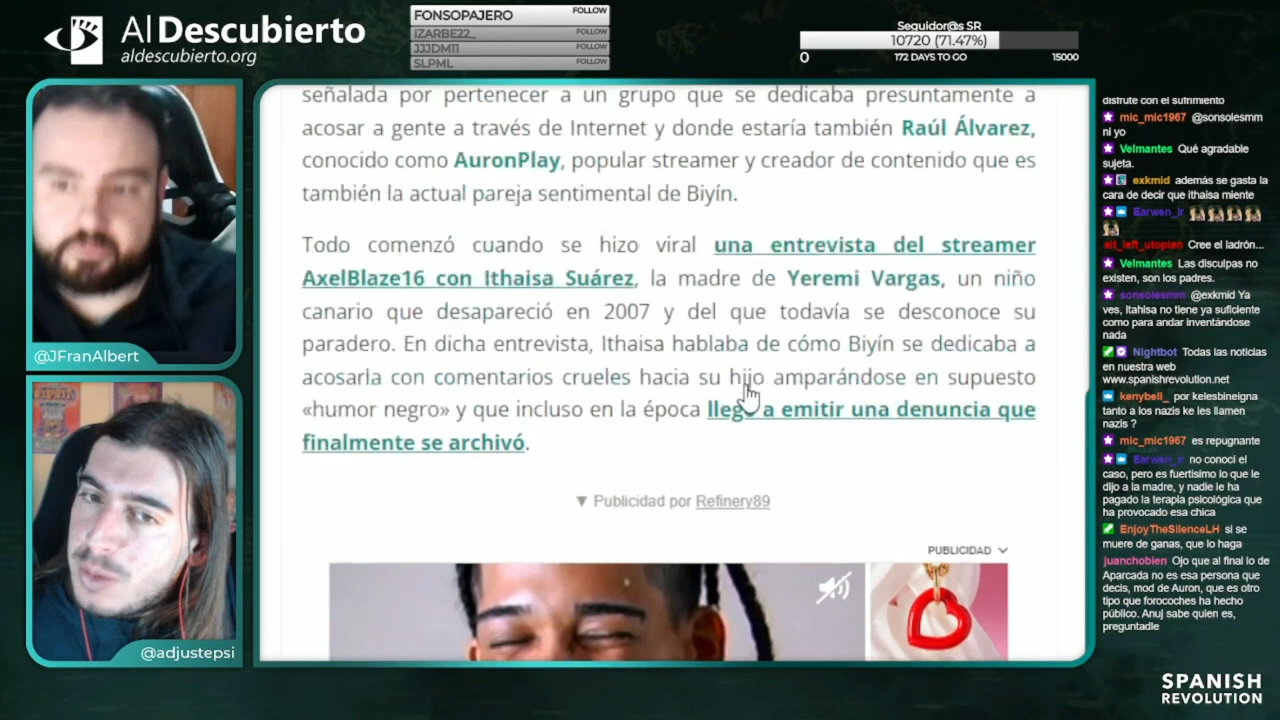 Al Descubierto
aldescubierto.org
FONSOPAJERO FOLLOW
IZARBE22_ FOLLOW
JJJDM11 FOLLOW
SLPML FOLLOW
Seguidor@s SR
10720 (71.47%)
0 172 DAYS TO GO 15000
@JFranAlbert
@adjustepsi
señalada por pertenecer a un grupo que se dedicaba presuntamente a
acosar a gente a través de Internet y donde estaría también Raúl Álvarez,
conocido como AuronPlay, popular streamer y creador de contenido que es
también la actual pareja sentimental de Biyín.
Todo comenzó cuando se hizo viral una entrevista del streamer
AxelBlaze16 con Ithaisa Suárez, la madre de Yeremi Vargas, un niño
canario que desapareció en 2007 y del que todavía se desconoce su
paradero. En dicha entrevista, Ithaisa hablaba de cómo Biyín se dedicaba a
acosarla con comentarios crueles hacia su hijo amparándose en supuesto
«humor negro» y que incluso en la época llegó a emitir una denuncia que
finalmente se archivó.
▼ Publicidad por Refinery89
PUBLICIDAD
disfrute con el sufrimiento
mic_mic1967 @sonsolesmm
ni yo
Velmantes Qué agradable
sujeta.
exkmid además se gasta la
cara de decir que ithaisa miente
Earwen_ir
alt_left_utopian Cree el ladrón...
Velmantes Las disculpas no
existen, son los padres.
sonsolesmm @exkmid Ya
ves, Itahisa no tiene ya suficiente
como para andar inventándose
nada
Nightbot Todas las noticias
en nuestra web
www.spanishrevolution.net
kenybell_ por kelesbineigna
tanto a los nazis ke les llamen
nazis ?
mic_mic1967 es repugnante
Earwen_ir no conocí el
caso, pero es fuertísimo lo que le
dijo a la madre, y nadie le ha
pagado la terapia psicológica que
ha provocado esa chica
EnjoyTheSilenceLH si se
muere de ganas, que lo haga
juanchobien Ojo que al final lo de
Aparcada no es esa persona que
decis, mod de Auron, que es otro
tipo que forocoches ha hecho
público. Anuj sabe quien es,
preguntadle
SPANISH
REVOLUTION